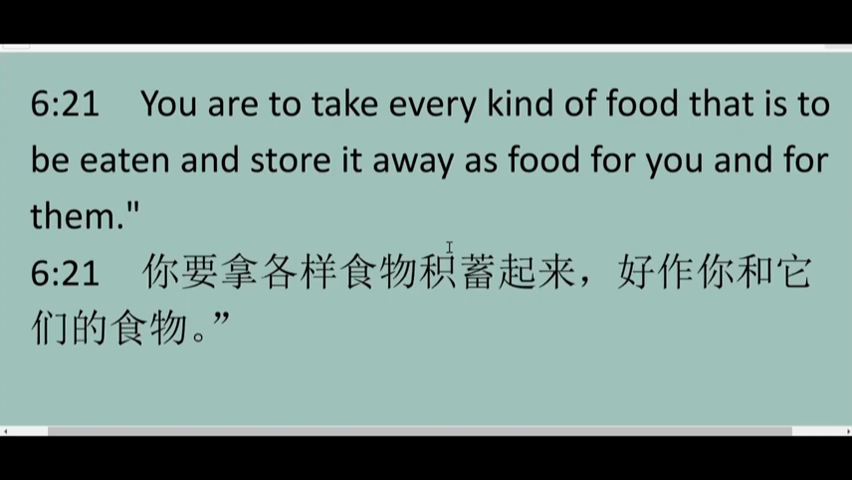 6:21 You are to take every kind of food that is to
be eaten and store it away as food for you and for
them."
6:21 你要拿各样食物积蓄起来，好作你和它
们的食物。”